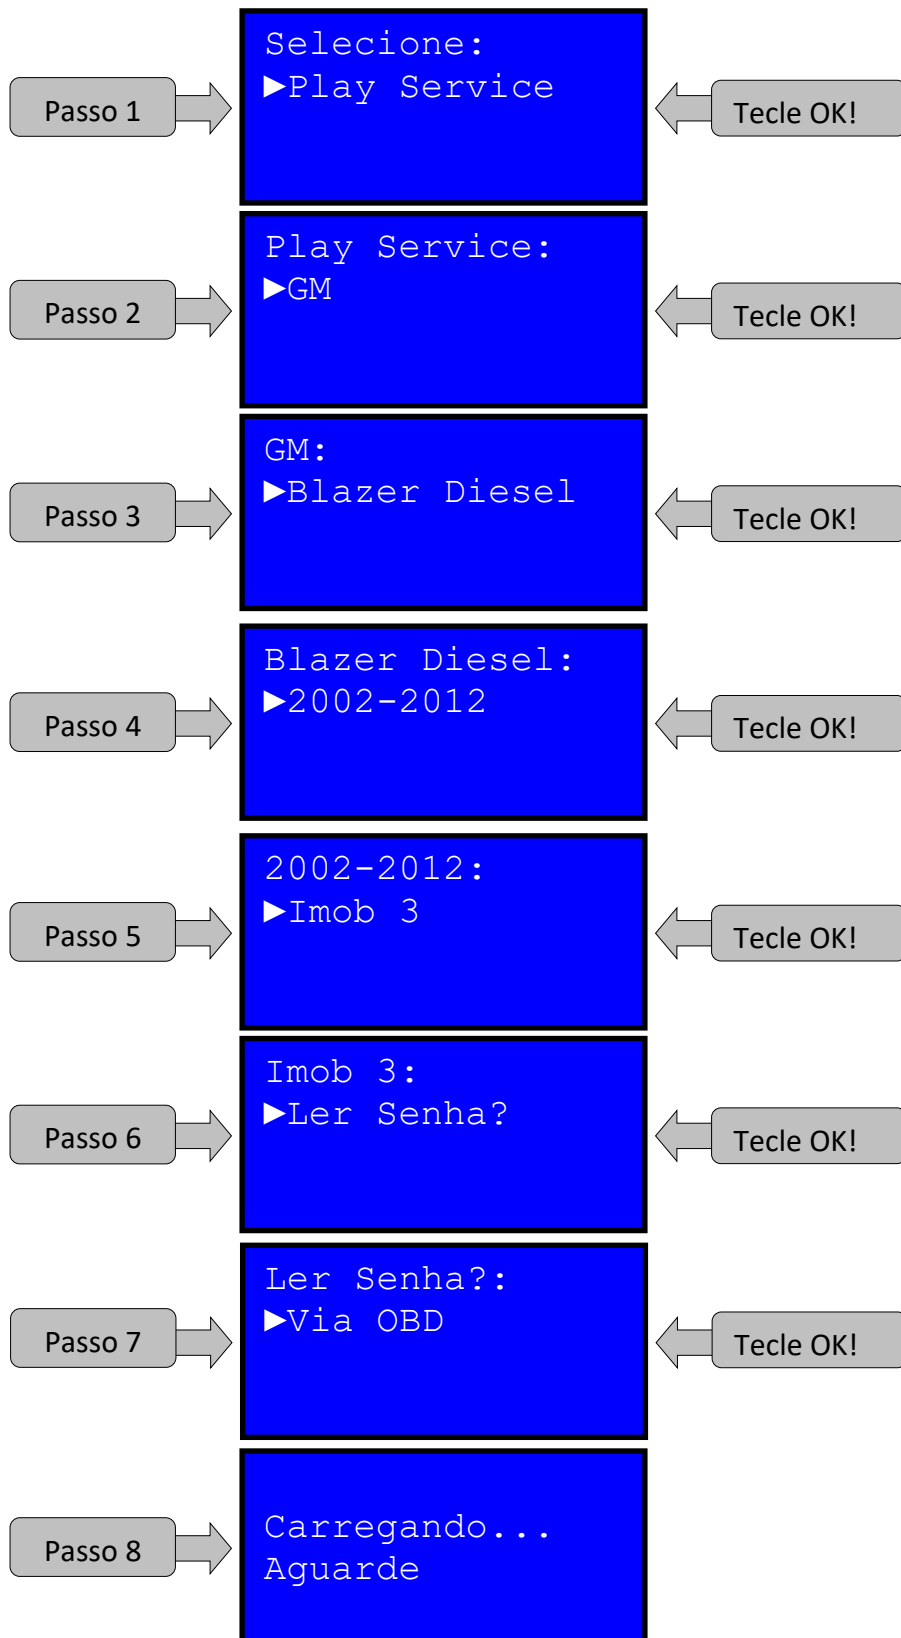 Selecione:
Passo 1
►Play Service
Tecle OK!
Play Service:
Passo 2
►GM
Tecle OK!
GM:
Passo 3
►Blazer Diesel
Tecle OK!
Blazer Diesel:
Passo 4
►2002-2012
Tecle OK!
2002-2012:
Passo 5
►Imob 3
Tecle OK!
Imob 3:
Passo 6
►Ler Senha?
Tecle OK!
Ler Senha?:
Passo 7
►Via OBD
Tecle OK!
Passo 8
Carregando...
Aguarde